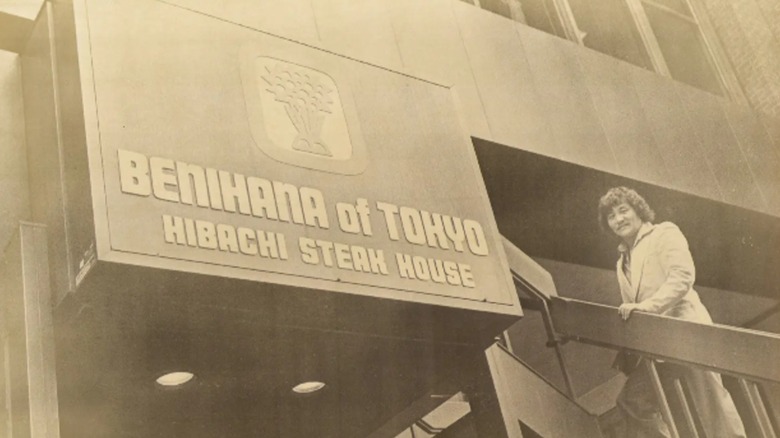 BENIHANA of TOKYO
HIBACHI STEAK HOUSE